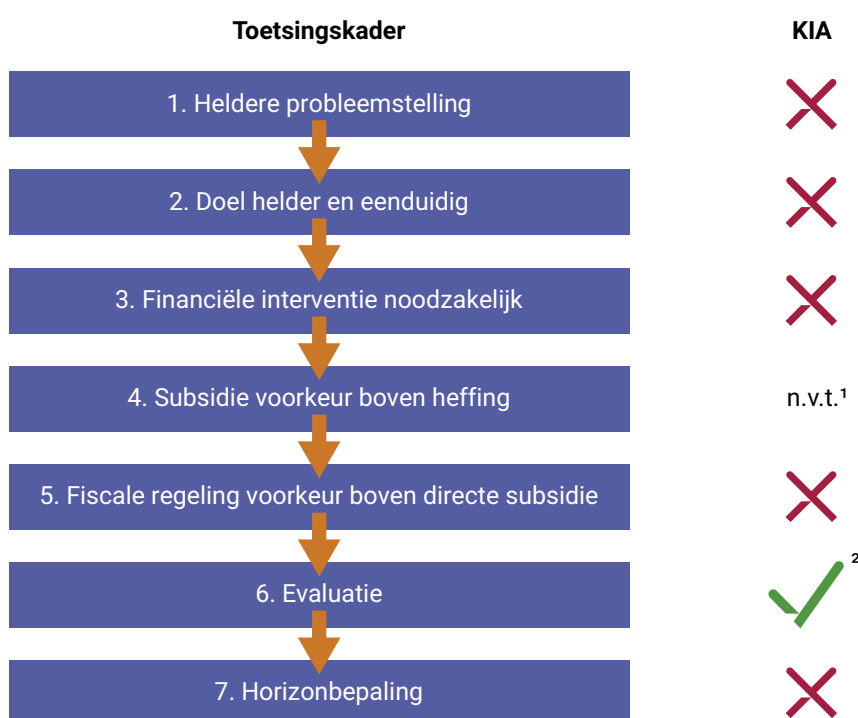 Toetsingskader KIA
1. Heldere probleemstelling
2. Doel helder en eenduidig
3. Financiële interventie noodzakelijk
4. Subsidie voorkeur boven heffing n.v.t.¹
5. Fiscale regeling voorkeur boven directe subsidie
6. Evaluatie ²
7. Horizonbepaling